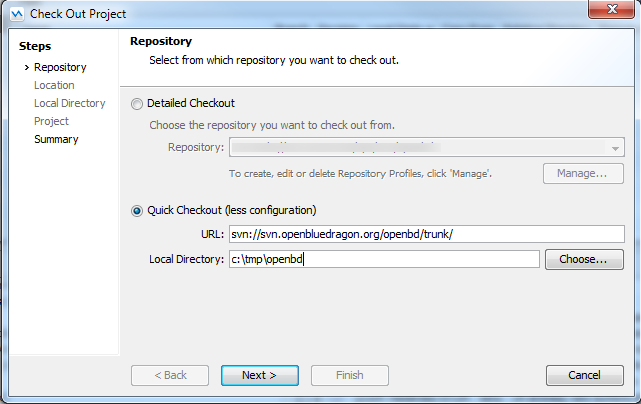 Check Out Project
Steps
Repository
Location
Local Directory
Project
Summary
Repository
Select from which repository you want to check out.
Detailed Checkout
Choose the repository you want to check out from.
Repository:
To create, edit or delete Repository Profiles, click 'Manage'.
Manage...
Quick Checkout (less configuration)
URL: svn://svn.openbluedragon.org/openbd/trunk/
Local Directory: c:\tmp\openbd Choose...
< Back Next > Finish Cancel